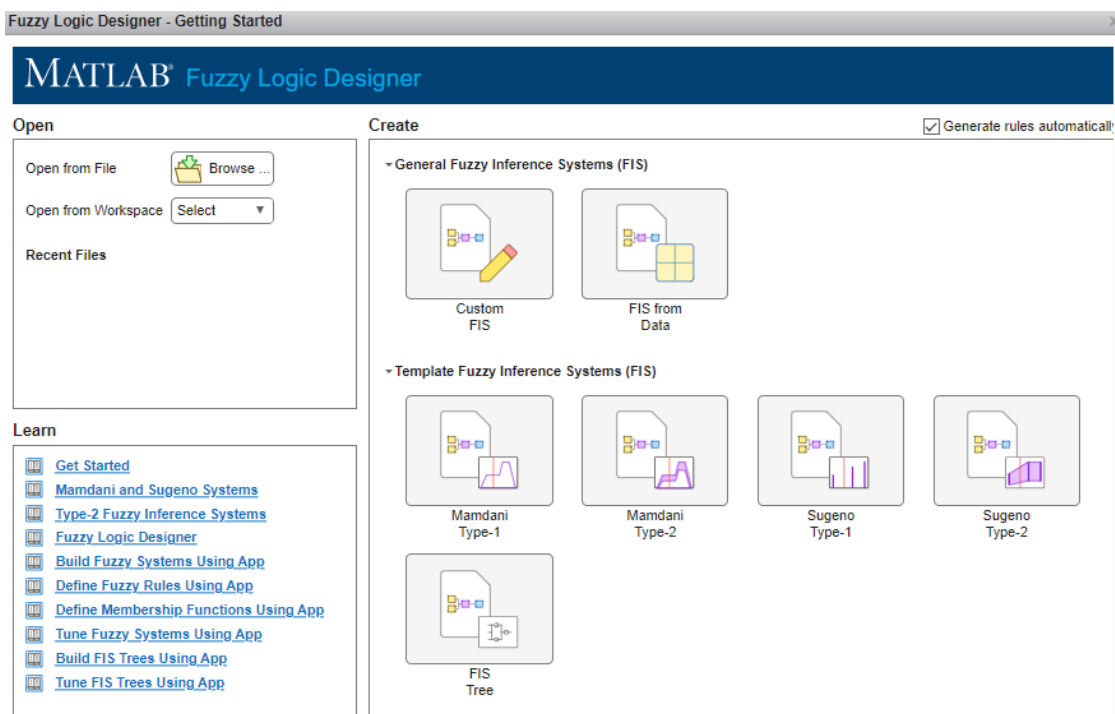 Fuzzy Logic Designer - Getting Started
MATLAB® Fuzzy Logic Designer
Open
Open from File
Browse ...
Open from Workspace
Select
Recent Files
Learn
Get Started
Mamdani and Sugeno Systems
Type-2 Fuzzy Inference Systems
Fuzzy Logic Designer
Build Fuzzy Systems Using App
Define Fuzzy Rules Using App
Define Membership Functions Using App
Tune Fuzzy Systems Using App
Build FIS Trees Using App
Tune FIS Trees Using App
Create
Generate rules automatically
General Fuzzy Inference Systems (FIS)
Custom
FIS
FIS from
Data
Template Fuzzy Inference Systems (FIS)
Mamdani
Type-1
Mamdani
Type-2
Sugeno
Type-1
Sugeno
Type-2
FIS
Tree